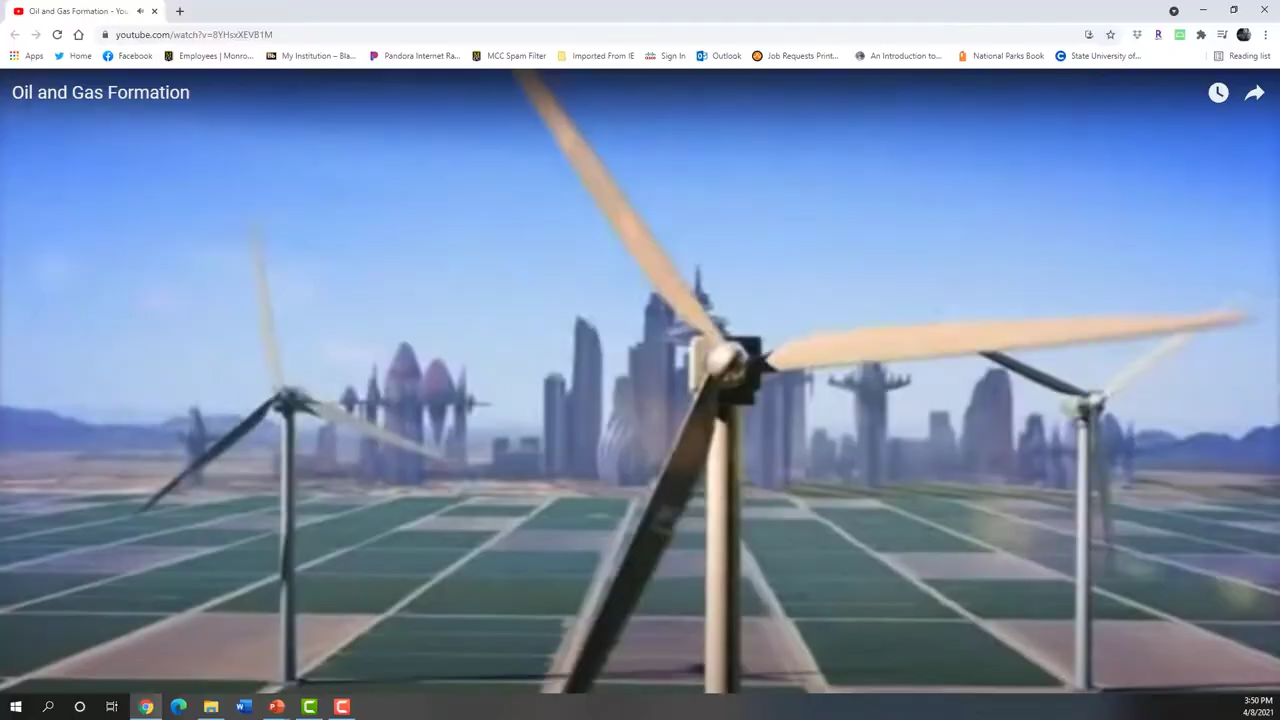 Oil and Gas Formation - You
youtube.com/watch?v=8YHsxXEVB1M
Apps Home Facebook Employees | Monro... My Institution – Bla... Pandora Internet Ra... MCC Spam Filter Imported From IE Sign In Outlook Job Requests Print... An Introduction to... National Parks Book State University of... Reading list
Oil and Gas Formation
3:50 PM
4/8/2021